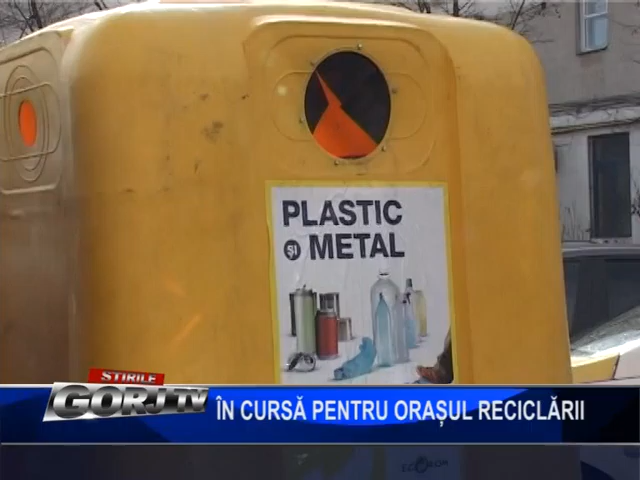 PLASTIC
ȘI METAL
ȘTIRILE
GORJ TV
ÎN CURSĂ PENTRU ORAȘUL RECICLĂRII